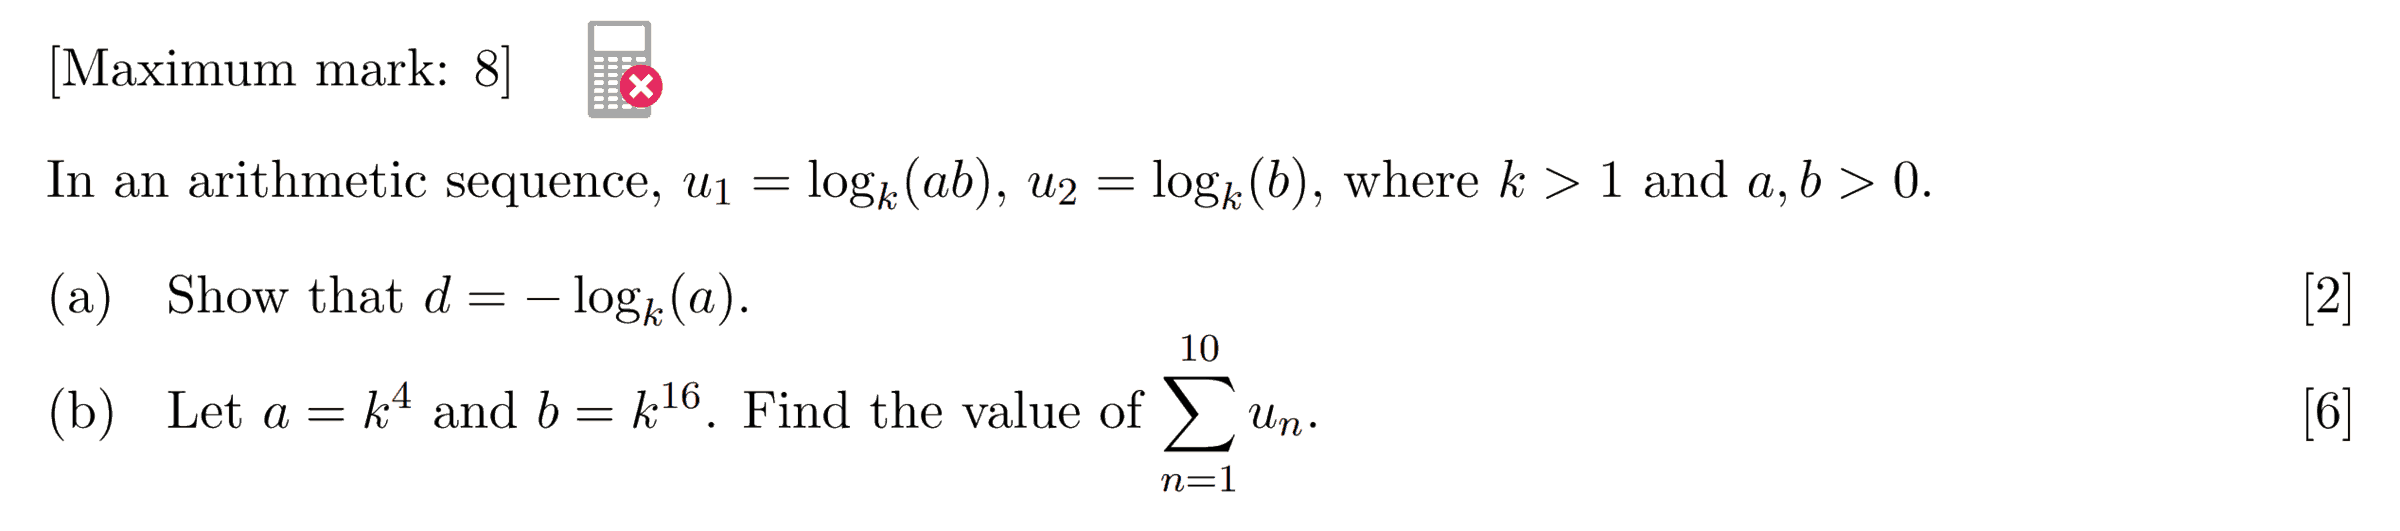 [Maximum mark: 8]
In an arithmetic sequence, u₁ = logₖ(ab), u₂ = logₖ(b), where k > 1 and a, b > 0.
(a) Show that d = − logₖ(a). [2]
(b) Let a = k⁴ and b = k¹⁶. Find the value of ∑_{n=1}^{10} uₙ. [6]